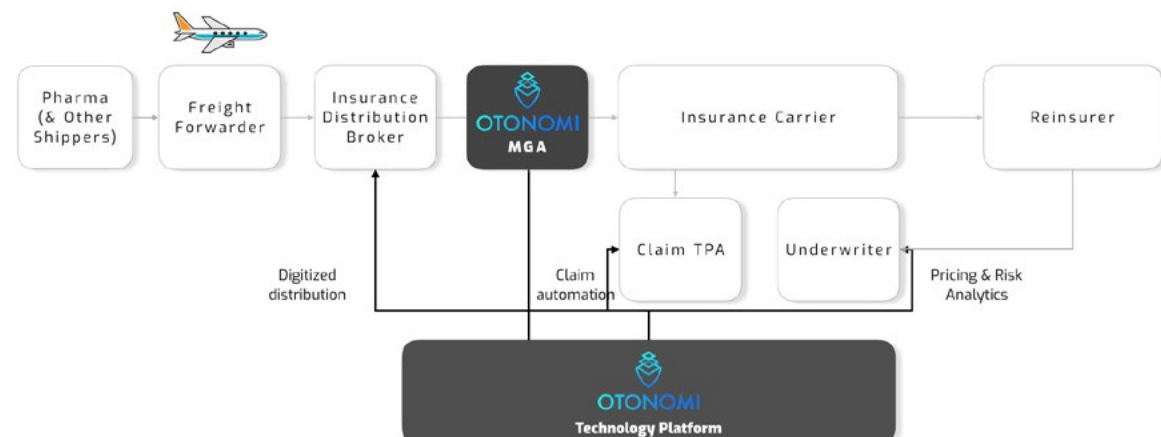 Pharma
(& Other
Shippers)
Freight
Forwarder
Insurance
Distribution
Broker
OTONOMI
MGA
Insurance Carrier
Reinsurer
Claim TPA
Underwriter
Digitized
distribution
Claim
automation
Pricing & Risk
Analytics
OTONOMI
Technology Platform